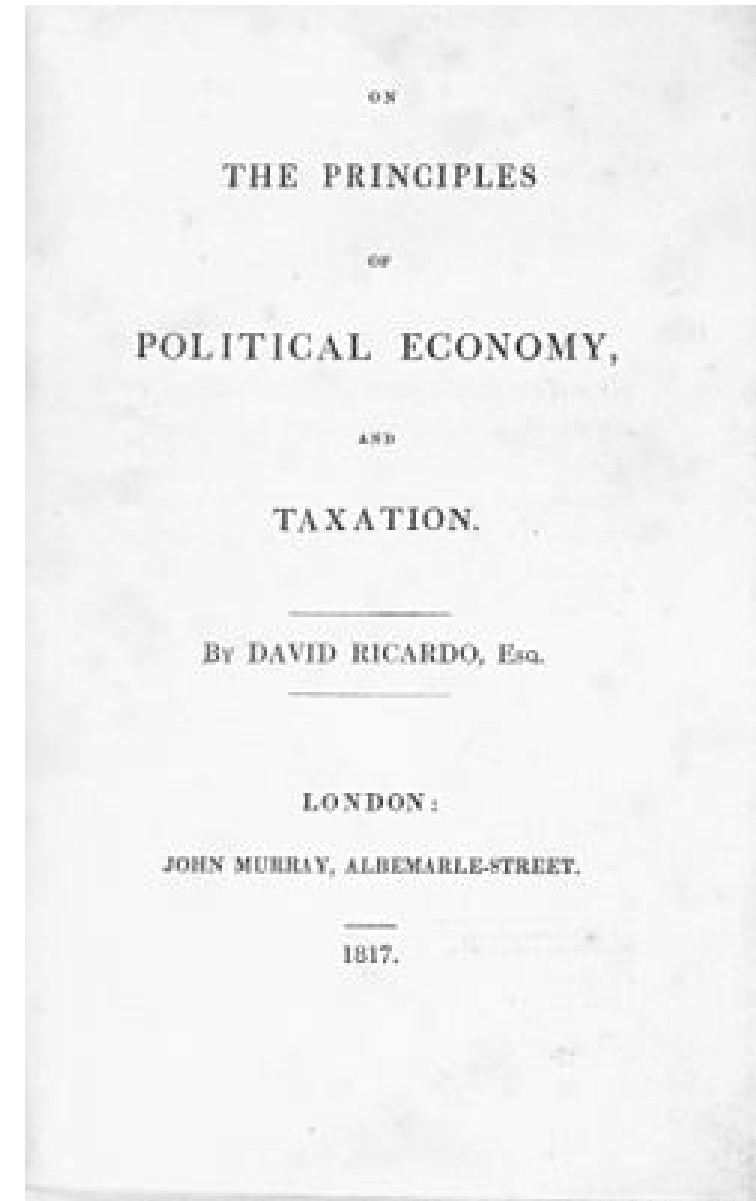 ON
THE PRINCIPLES
OF
POLITICAL ECONOMY,
AND
TAXATION.
BY DAVID RICARDO, ESQ.
LONDON:
JOHN MURRAY, ALBEMARLE-STREET.
1817.